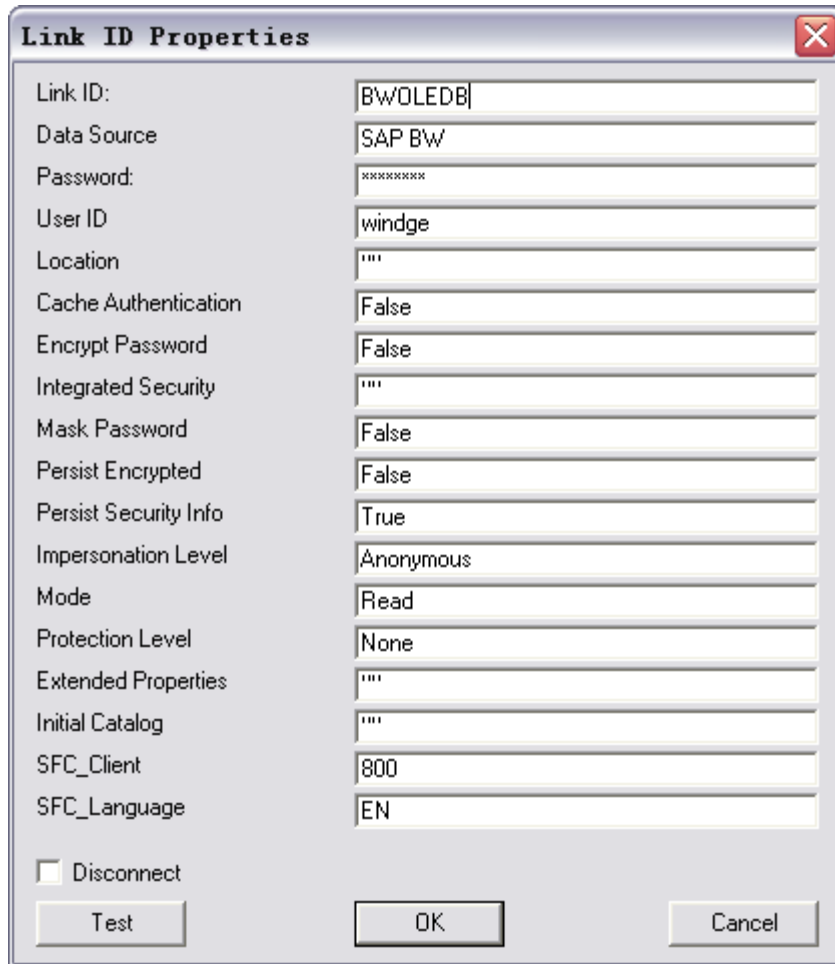 Link ID Properties
Link ID: BWOLEDB
Data Source SAP BW
Password: ********
User ID windge
Location ""
Cache Authentication False
Encrypt Password False
Integrated Security ""
Mask Password False
Persist Encrypted False
Persist Security Info True
Impersonation Level Anonymous
Mode Read
Protection Level None
Extended Properties ""
Initial Catalog ""
SFC_Client 800
SFC_Language EN
Disconnect
Test OK Cancel